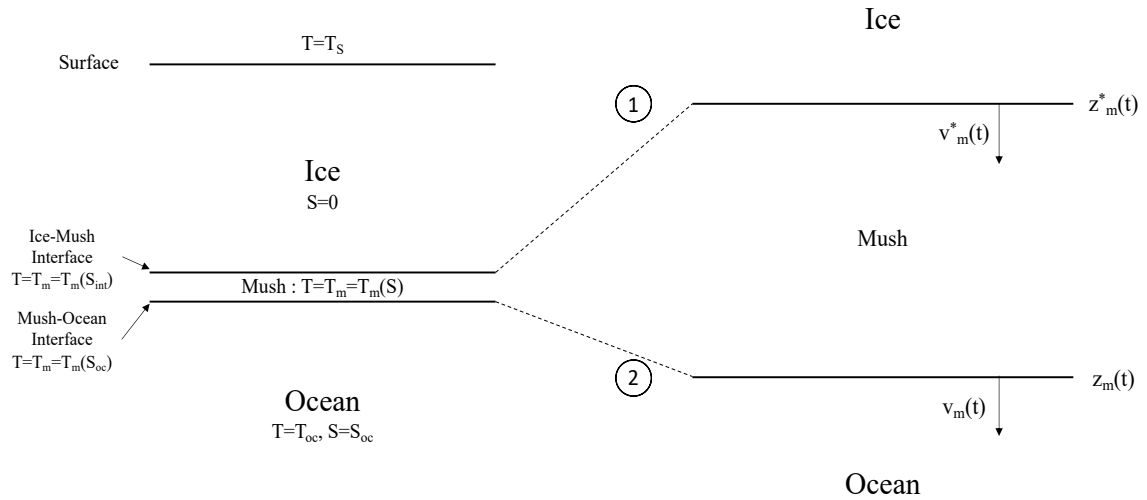 T=T_S
Surface
Ice
S=0
Ice-Mush
Interface
T=T_m=T_m(S_int)
Mush : T=T_m=T_m(S)
Mush-Ocean
Interface
T=T_m=T_m(S_oc)
Ocean
T=T_oc, S=S_oc
Ice
1
z*_m(t)
v*_m(t)
Mush
2
z_m(t)
v_m(t)
Ocean